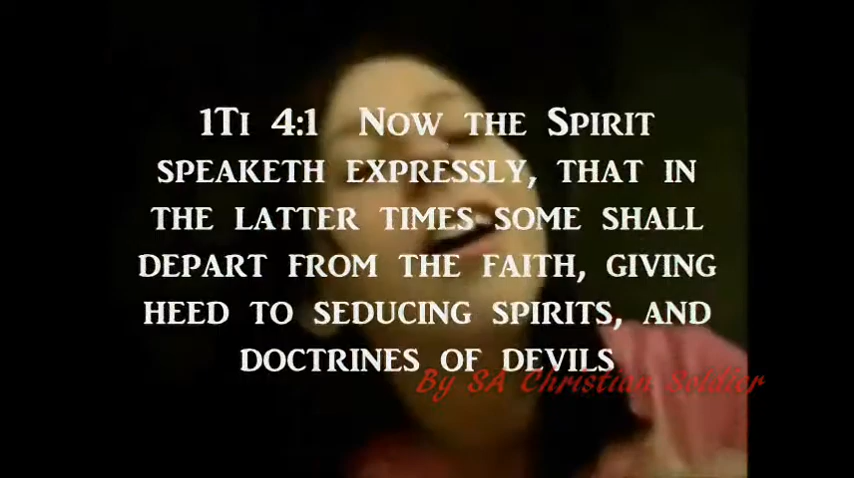 1Ti 4:1 Now the Spirit
speaketh expressly, that in
the latter times some shall
depart from the faith, giving
heed to seducing spirits, and
doctrines of devils
By SA Christian Soldier